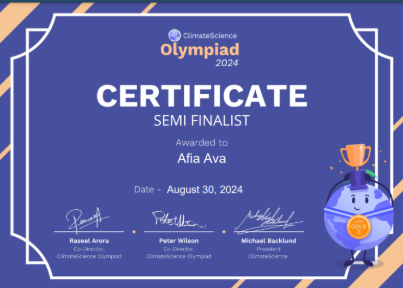 ClimateScience
Olympiad
2024
CERTIFICATE
SEMI FINALIST
Awarded to
Afia Ava
Date - August 30, 2024
Raseel Arora
Co-Director,
ClimateScience Olympiad
Peter Wilson
Co-Director,
ClimateScience Olympiad
Michael Backlund
President
ClimateScience
GOLD